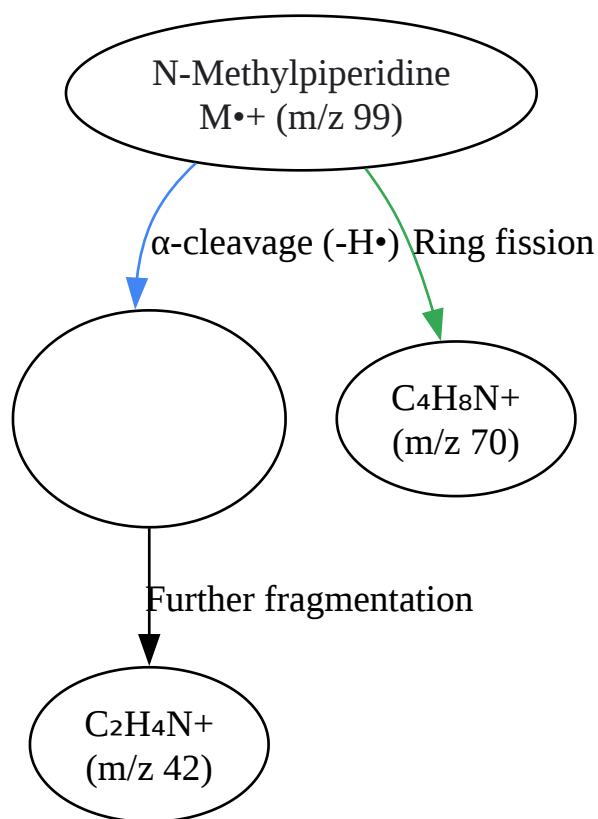 N-Methylpiperidine
M•+ (m/z 99)
α-cleavage (-H•)
Ring fission
C₄H₈N+
(m/z 70)
Further fragmentation
C₂H₄N+
(m/z 42)